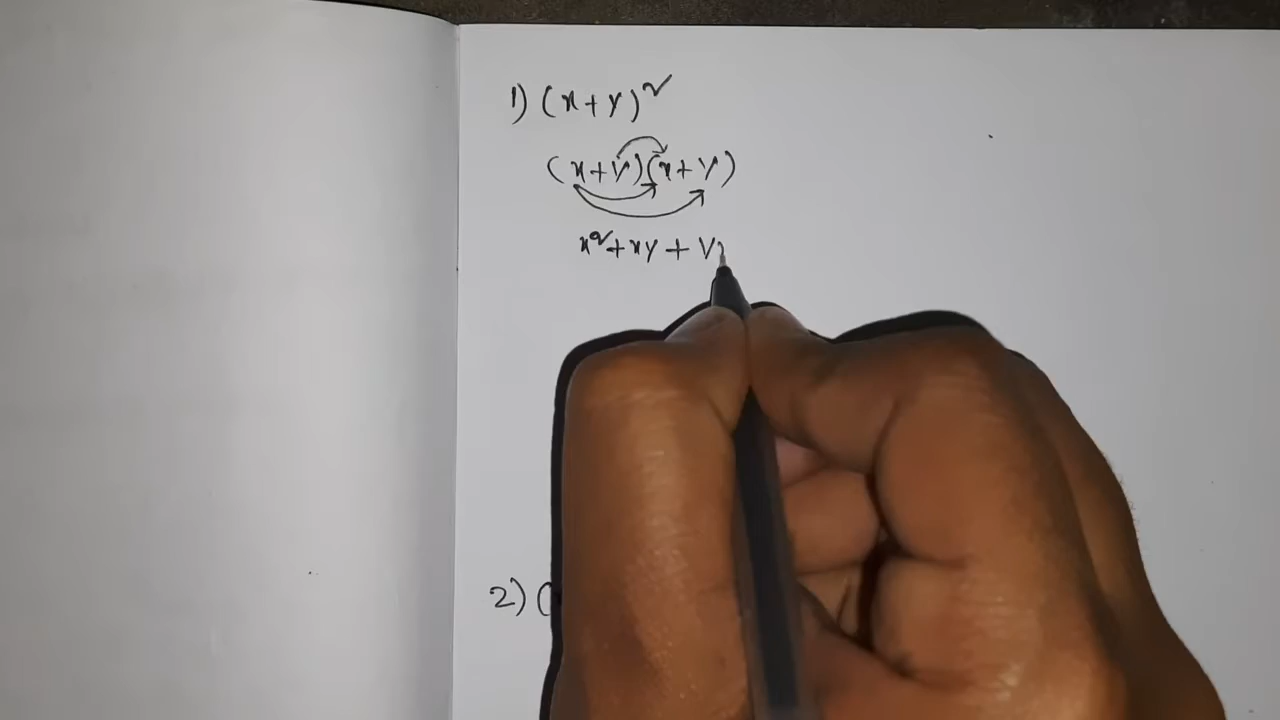 1) (x+y)²
(x+y)(x+y)
x²+xy + y
2) (